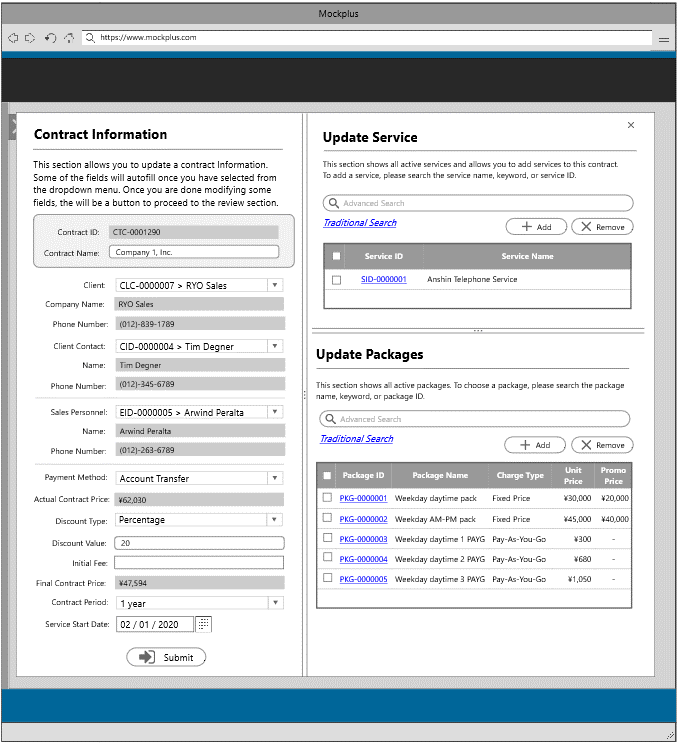 Mockplus
https://www.mockplus.com
Contract Information
This section allows you to update a contract Information.
Some of the fields will autofill once you have selected from
the dropdown menu. Once you are done modifying some
fields, the will be a button to proceed to the review section.
Contract ID: CTC-0001290
Contract Name: Company 1, Inc.
Client: CLC-0000007 > RYO Sales
Company Name: RYO Sales
Phone Number: (012)-839-1789
Client Contact: CID-0000004 > Tim Degner
Name: Tim Degner
Phone Number: (012)-345-6789
Sales Personnel: EID-0000005 > Arwind Peralta
Name: Arwind Peralta
Phone Number: (012)-263-6789
Payment Method: Account Transfer
Actual Contract Price: ¥62,030
Discount Type: Percentage
Discount Value: 20
Initial Fee:
Final Contract Price: ¥47,594
Contract Period: 1 year
Service Start Date: 02 / 01 / 2020
Submit
Update Service
This section shows all active services and allows you to add services to this contract.
To add a service, please search the service name, keyword, or service ID.
Advanced Search
Traditional Search
Add Remove
Service ID Service Name
SID-0000001 Anshin Telephone Service
Update Packages
This section shows all active packages. To choose a package, please search the package
name, keyword, or package ID.
Advanced Search
Traditional Search
Add Remove
Package ID Package Name Charge Type Unit Price Promo Price
PKG-0000001 Weekday daytime pack Fixed Price ¥30,000 ¥20,000
PKG-0000002 Weekday AM-PM pack Fixed Price ¥45,000 ¥40,000
PKG-0000003 Weekday daytime 1 PAYG Pay-As-You-Go ¥300 -
PKG-0000004 Weekday daytime 2 PAYG Pay-As-You-Go ¥680 -
PKG-0000005 Weekday daytime 3 PAYG Pay-As-You-Go ¥1,050 -